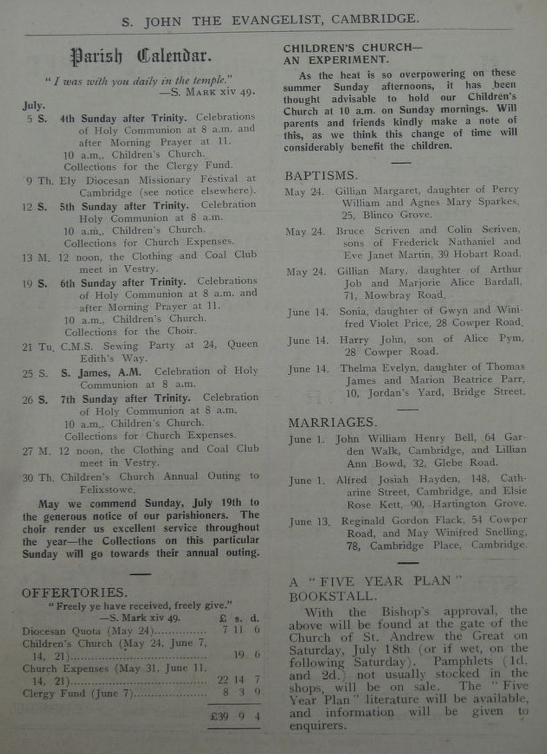 S. JOHN THE EVANGELIST, CAMBRIDGE.
Parish Calendar.
"I was with you daily in the temple."
—S. MARK xiv 49.
July.
5 S. 4th Sunday after Trinity. Celebrations
of Holy Communion at 8 a.m. and
after Morning Prayer at 11.
10 a.m., Children's Church.
Collections for the Clergy Fund.
9 Th. Ely Diocesan Missionary Festival at
Cambridge (see notice elsewhere).
12 S. 5th Sunday after Trinity. Celebration
Holy Communion at 8 a.m.
10 a.m., Children's Church.
Collections for Church Expenses.
13 M. 12 noon, the Clothing and Coal Club
meet in Vestry.
19 S. 6th Sunday after Trinity. Celebrations
of Holy Communion at 8 a.m. and
after Morning Prayer at 11.
10 a.m., Children's Church.
Collections for the Choir.
21 Tu. C.M.S. Sewing Party at 24, Queen
Edith's Way.
25 S. S. James, A.M. Celebration of Holy
Communion at 8 a.m.
26 S. 7th Sunday after Trinity. Celebration
of Holy Communion at 8 a.m.
10 a.m. Children's Church.
Collections for Church Expenses.
27 M. 12 noon, the Clothing and Coal Club
meet in Vestry.
30 Th. Children's Church Annual Outing to
Felixstowe.
May we commend Sunday, July 19th to
the generous notice of our parishioners. The
choir render us excellent service throughout
the year—the Collections on this particular
Sunday will go towards their annual outing.
OFFERTORIES.
"Freely ye have received, freely give."
—S. Mark xiv 49. £ s. d.
Diocesan Quota (May 24)............... 7 11 6
Children's Church (May 24, June 7,
14, 21)..................... 19 6
Church Expenses (May 31, June 11,
14, 21)..................... 22 14 7
Clergy Fund (June 7)..................... 8 3 9
£39 9 4
CHILDREN'S CHURCH—
AN EXPERIMENT.
As the heat is so overpowering on these
summer Sunday afternoons, it has been
thought advisable to hold our Children's
Church at 10 a.m. on Sunday mornings. Will
parents and friends kindly make a note of
this, as we think this change of time will
considerably benefit the children.
BAPTISMS.
May 24. Gillian Margaret, daughter of Percy
William and Agnes Mary Sparkes,
25, Blinco Grove.
May 24. Bruce Scriven and Colin Scriven,
sons of Frederick Nathaniel and
Eve Janet Martin, 39 Hobart Road.
May 24. Gillian Mary, daughter of Arthur
Job and Marjorie Alice Bardall,
71, Mowbray Road.
June 14. Sonia, daughter of Gwyn and Wini-
fred Violet Price, 28 Cowper Road.
June 14. Harry John, son of Alice Pym,
28 Cowper Road.
June 14. Thelma Evelyn, daughter of Thomas
James and Marion Beatrice Parr,
10, Jordan's Yard, Bridge Street.
MARRIAGES.
June 1. John William Henry Bell, 64 Gar-
den Walk, Cambridge, and Lillian
Ann Bowd, 32, Glebe Road.
June 1. Alfred Josiah Hayden, 148, Cath-
arine Street, Cambridge, and Elsie
Rose Kett, 90, Hartington Grove.
June 13. Reginald Gordon Flack, 54 Cowper
Road, and May Winifred Snelling,
78, Cambridge Place, Cambridge.
A "FIVE YEAR PLAN"
BOOKSTALL.
With the Bishop's approval, the
above will be found at the gate of the
Church of St. Andrew the Great on
Saturday, July 18th (or if wet, on the
following Saturday). Pamphlets (1d.
and 2d.) not usually stocked in the
shops, will be on sale. The "Five
Year Plan" literature will be available,
and information will be given to
enquirers.